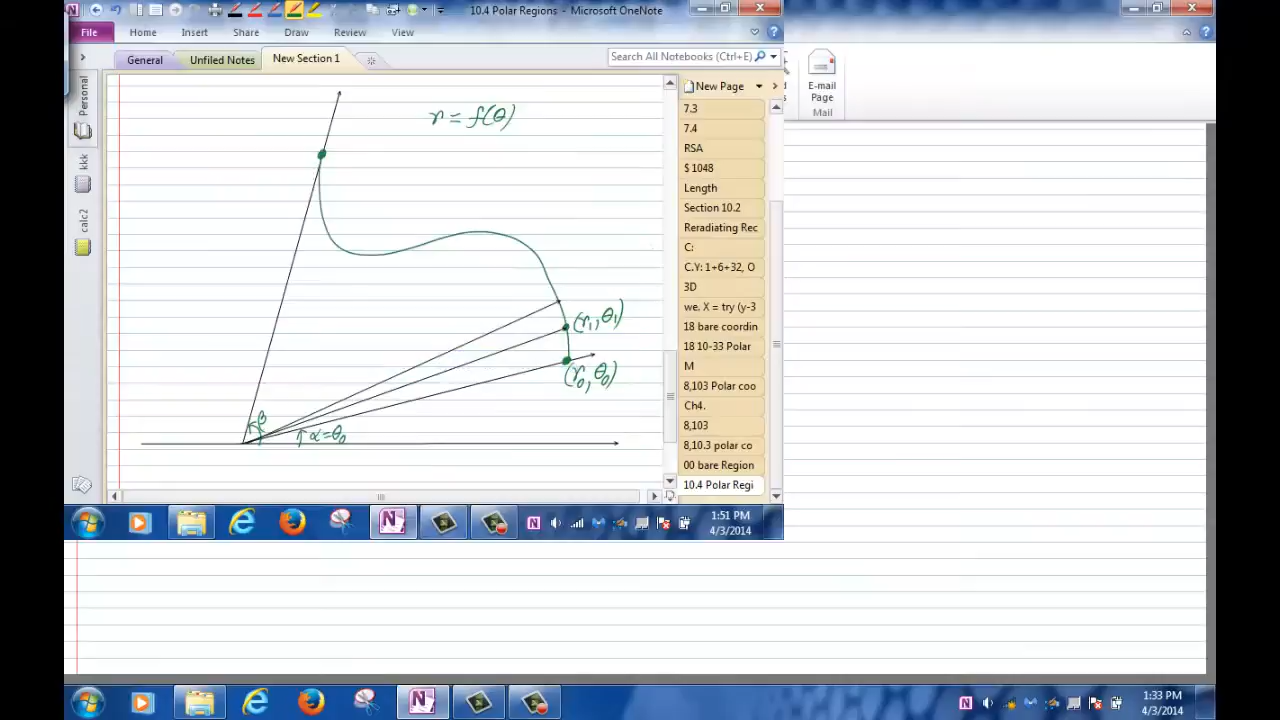 10.4 Polar Regions - Microsoft OneNote
File Home Insert Share Draw Review View
General Unfiled Notes New Section 1
Search All Notebooks (Ctrl+E)
New Page
Personal
kkk
calc2
7.3
7.4
RSA
$ 1048
Length
Section 10.2
Reradiating Rec
C:
C.Y: 1+6+32, O
3D
we, X = try (y-3
18 bare coordin
18 10-33 Polar
M
8,103 Polar coo
Ch4.
8,103
8,10.3 polar co
00 bare Region
10.4 Polar Regi
r = f(θ)
(r₁, θ₁)
(r₀, θ₀)
β
α=θ₀
1:51 PM
4/3/2014
E-mail
Page
Mail
1:33 PM
4/3/2014